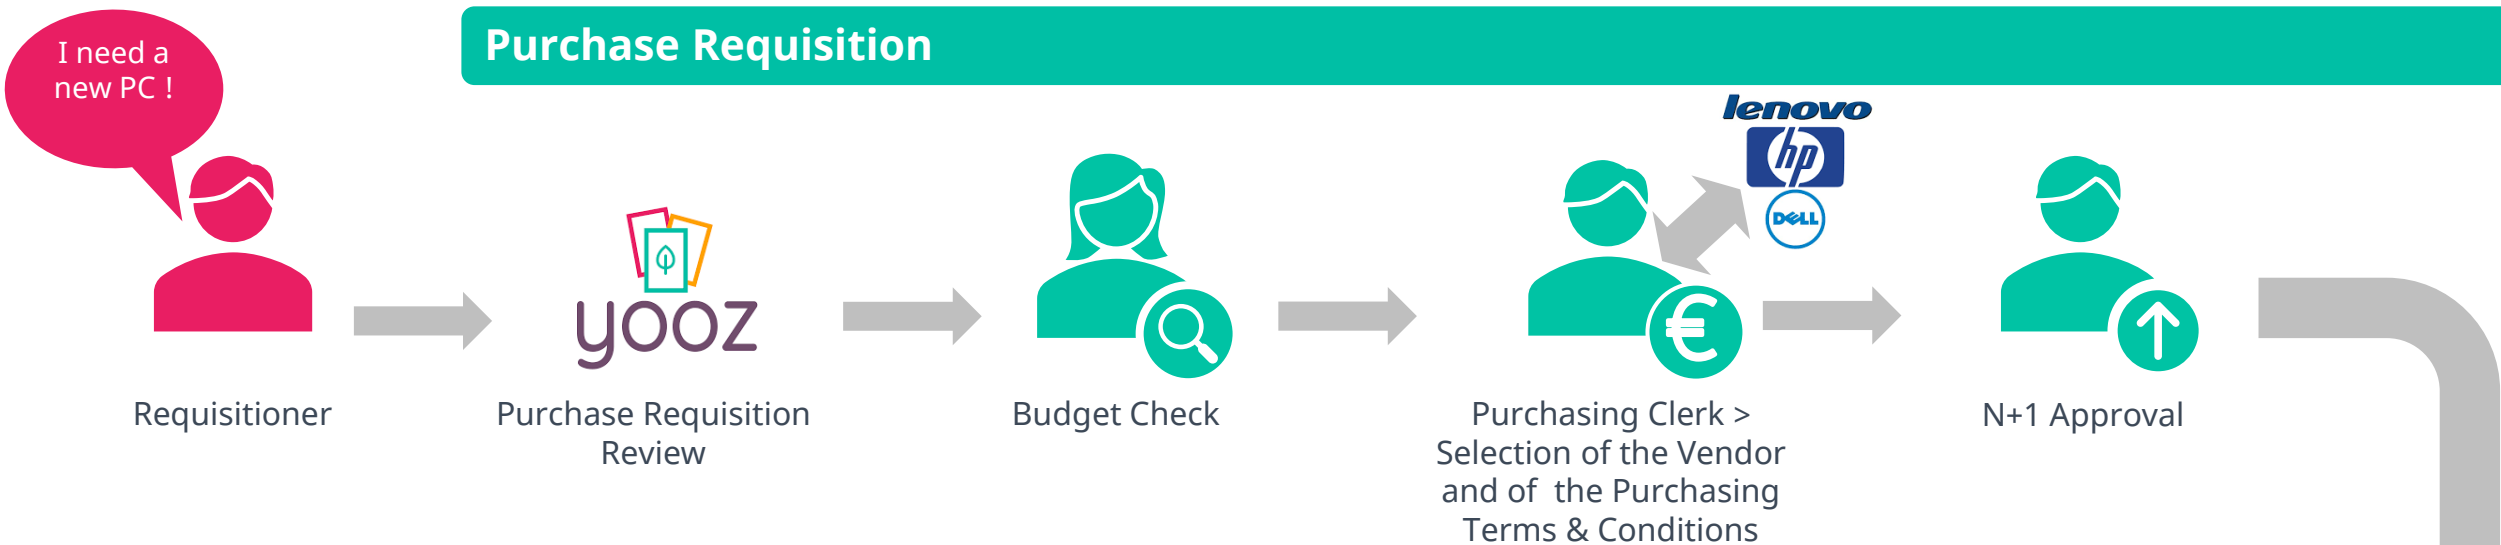 I need a
new PC !
Purchase Requisition
lenovo
hp
DELL
yooz
€
Requisitioner
Purchase Requisition
Review
Budget Check
Purchasing Clerk >
Selection of the Vendor
and of  the Purchasing
Terms & Conditions
N+1 Approval